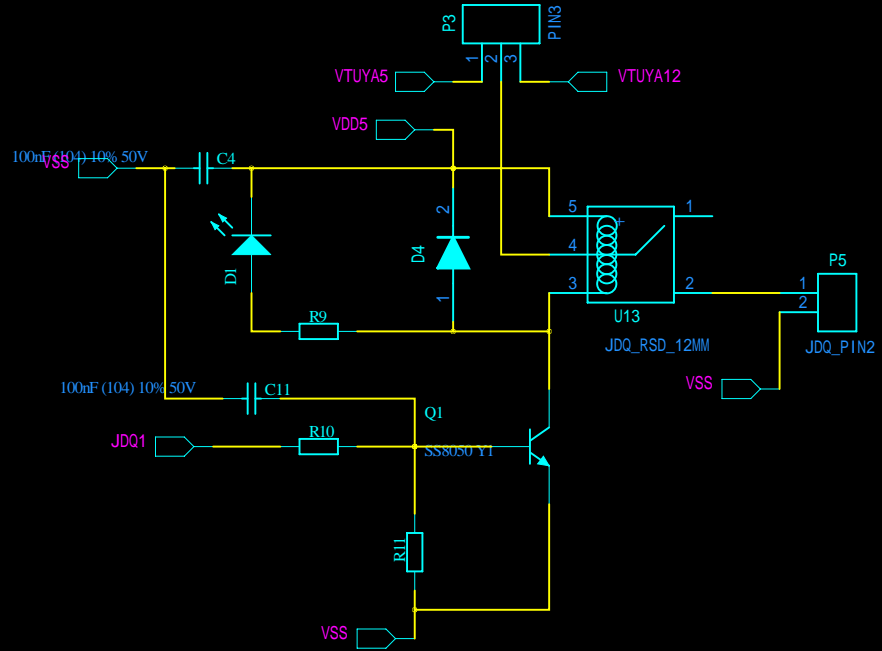 P3
PIN3
1
2
3
VTUYA5
VTUYA12
VDD5
100nF (104) 10% 50V
VSS
C4
2
D4
1
D1
R9
5
+
1
4
3
2
U13
JDQ_RSD_12MM
P5
1
2
JDQ_PIN2
VSS
100nF (104) 10% 50V
C11
Q1
JDQ1
R10
SS8050 Y1
R11
VSS